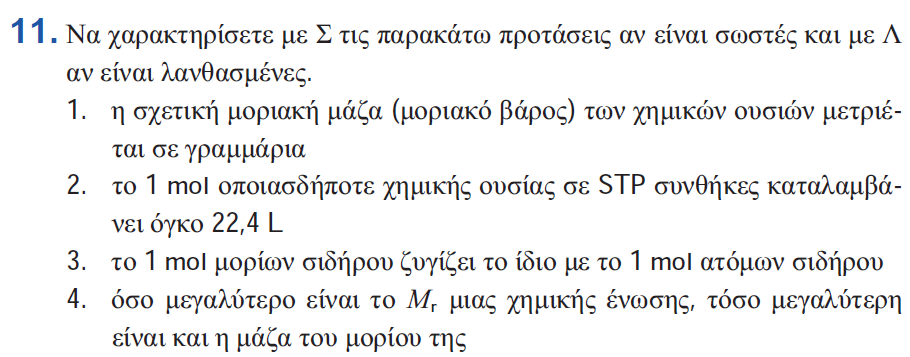 11. Να χαρακτηρίσετε με Σ τις παρακάτω προτάσεις αν είναι σωστές και με Λ
αν είναι λανθασμένες.
1. η σχετική μοριακή μάζα (μοριακό βάρος) των χημικών ουσιών μετριέ-
ται σε γραμμάρια
2. το 1 mol οποιασδήποτε χημικής ουσίας σε STP συνθήκες καταλαμβά-
νει όγκο 22,4 L
3. το 1 mol μορίων σιδήρου ζυγίζει το ίδιο με το 1 mol ατόμων σιδήρου
4. όσο μεγαλύτερο είναι το Mr μιας χημικής ένωσης, τόσο μεγαλύτερη
είναι και η μάζα του μορίου της